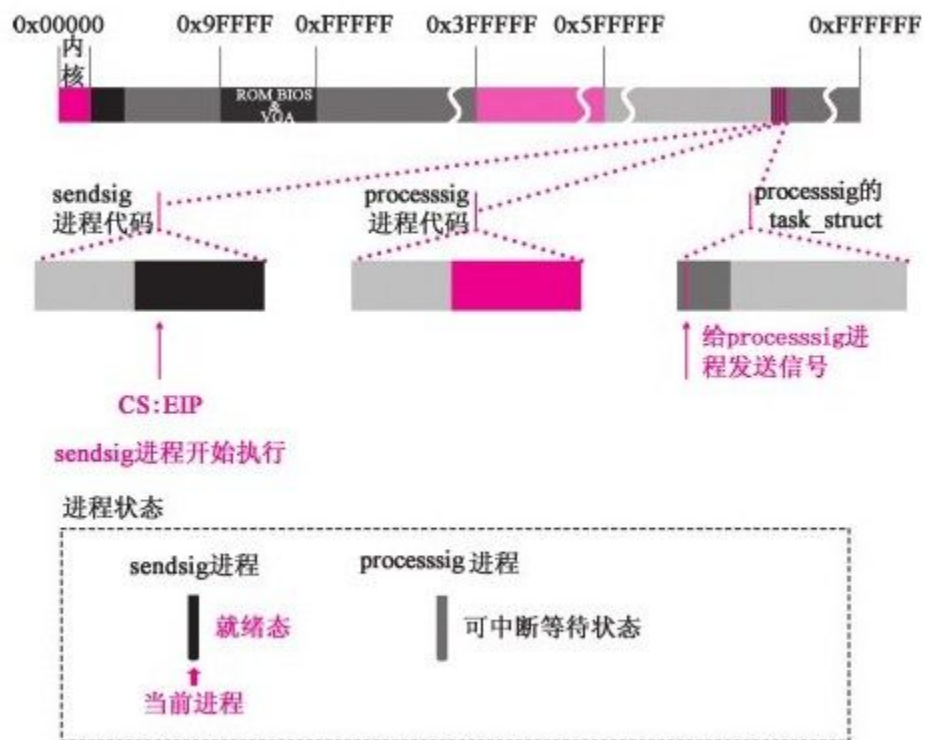 0x00000 0x9FFFF 0xFFFFF 0x3FFFFF 0x5FFFFF 0xFFFFFF
内
核
ROM BIOS
&
VGA
sendsig
进程代码
processsig
进程代码
processsig的
task_struct
给processsig进
程发送信号
CS:EIP
sendsig进程开始执行
进程状态
sendsig进程 processsig 进程
就绪态 可中断等待状态
当前进程